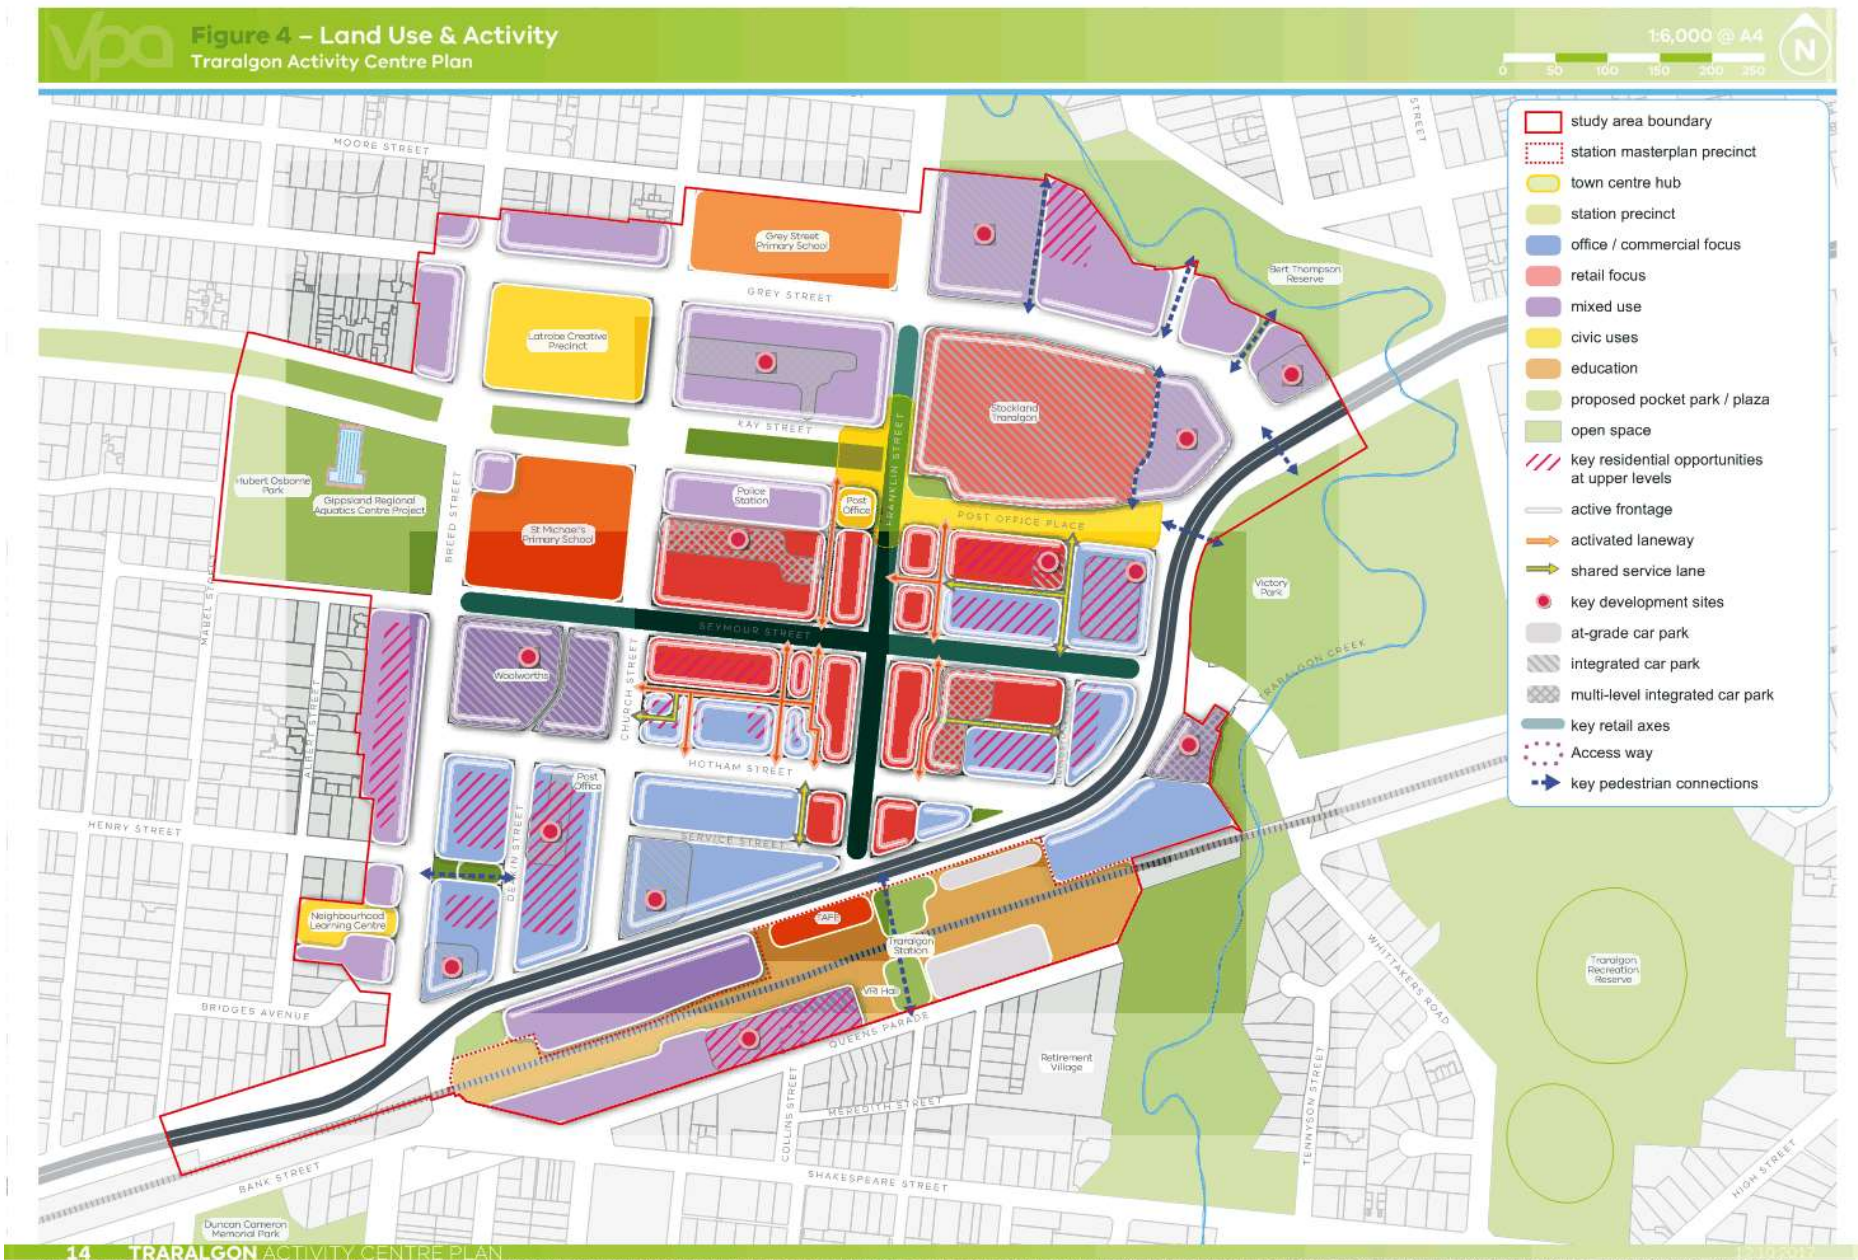 vpa
Figure 4 – Land Use & Activity
Traralgon Activity Centre Plan
1:6,000 @ A4
0 50 100 150 200 250
N
study area boundary
station masterplan precinct
town centre hub
station precinct
office / commercial focus
retail focus
mixed use
civic uses
education
proposed pocket park / plaza
open space
key residential opportunities
at upper levels
active frontage
activated laneway
shared service lane
key development sites
at-grade car park
integrated car park
multi-level integrated car park
key retail axes
Access way
key pedestrian connections
MOORE STREET
STREET
Grey Street
Primary School
GREY STREET
Bert Thompson
Reserve
Latrobe Creative
Precinct
Stockland
Traralgon
KAY STREET
FRANKLIN STREET
Hubert Osborne
Park
Gippsland Regional
Aquatics Centre Project
BREED STREET
Police
Station
Post
Office
POST OFFICE PLACE
St Michael's
Primary School
MABEL STREET
Victory
Park
SEYMOUR STREET
TRARALGON CREEK
Woolworths
CHURCH STREET
ALBERT STREET
HOTHAM STREET
Post
Office
HENRY STREET
DEAKIN STREET
SERVICE STREET
Neighbourhood
Learning Centre
TAFE
Traralgon
Station
VRI Hall
WHITTAKERS ROAD
Traralgon
Recreation
Reserve
BRIDGES AVENUE
QUEENS PARADE
Retirement
Village
COLLINS STREET
MEREDITH STREET
TENNYSON STREET
BANK STREET
SHAKESPEARE STREET
HIGH STREET
Duncan Cameron
Memorial Park
14 TRARALGON ACTIVITY CENTRE PLAN